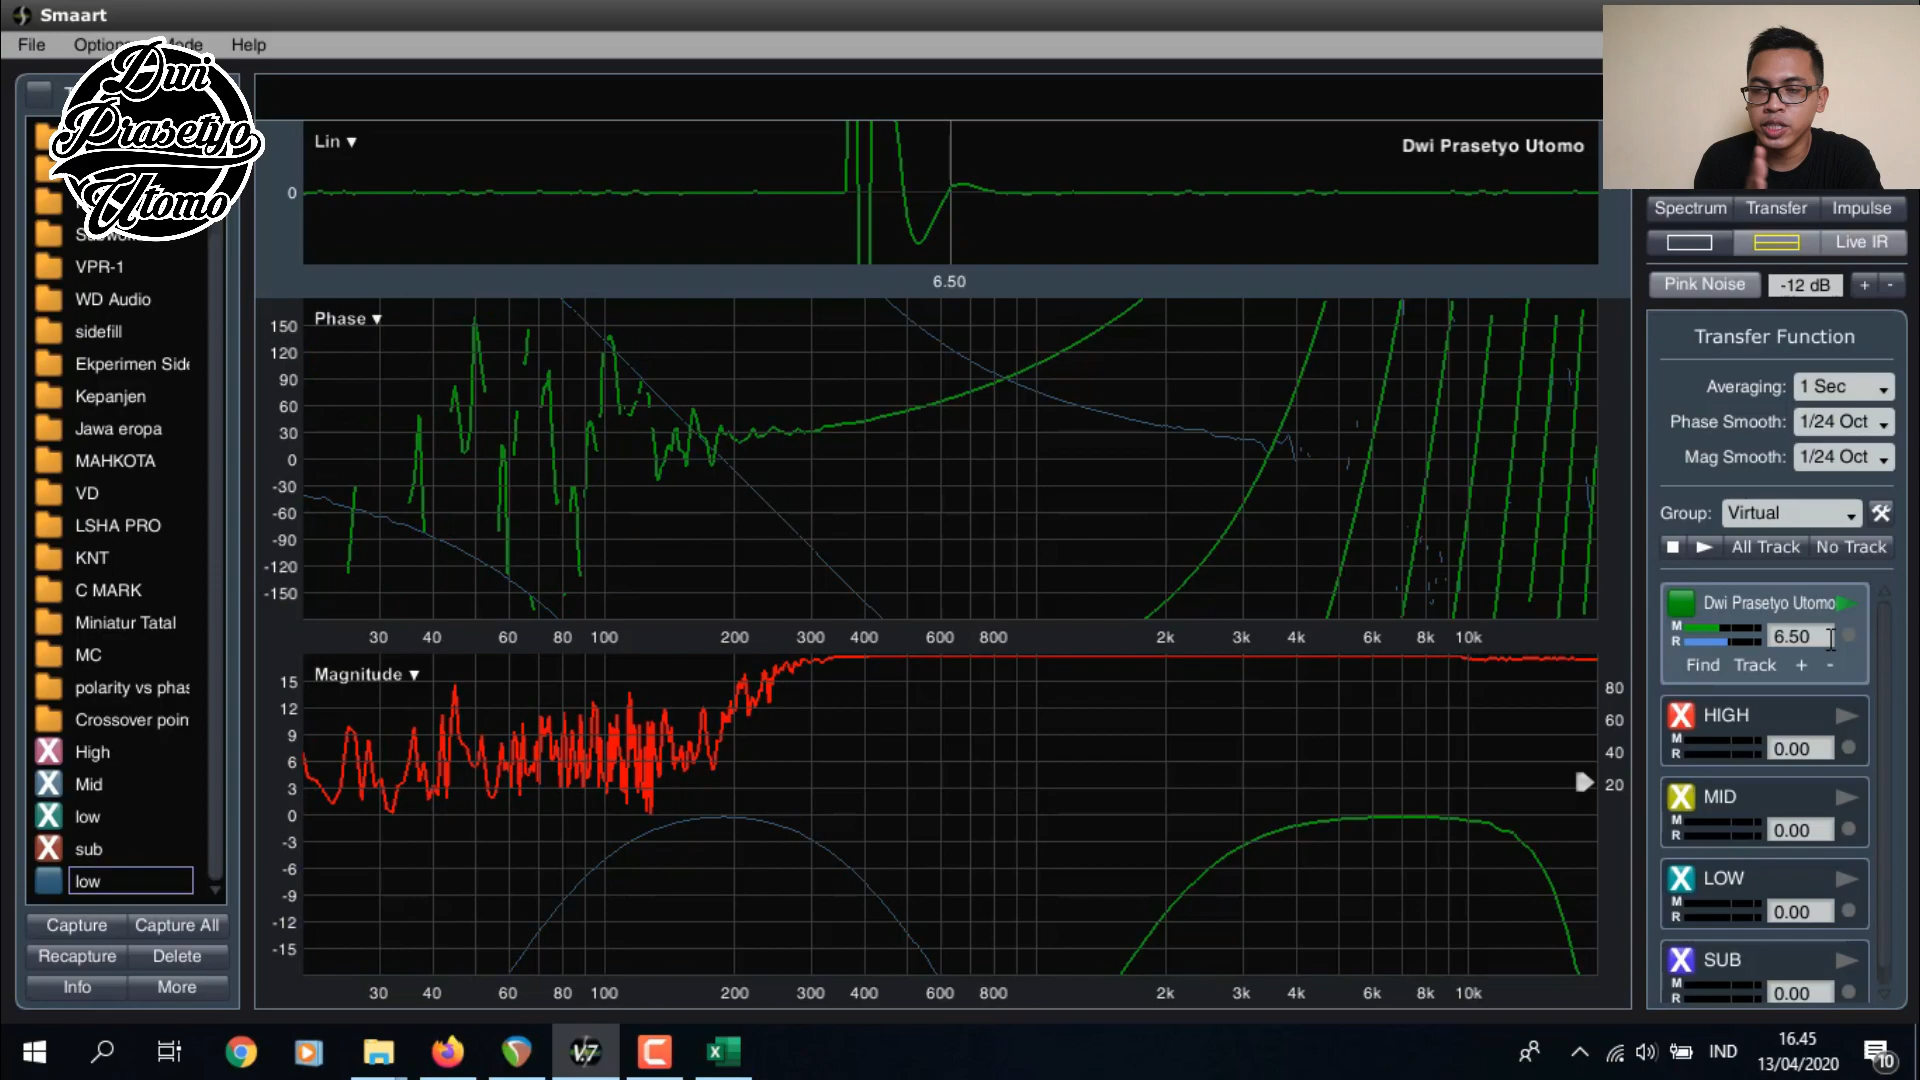 Smaart
File Options Mode Help
Dwi
Prasetyo
Utomo
VPR-1
WD Audio
sidefill
Ekperimen Side
Kepanjen
Jawa eropa
MAHKOTA
VD
LSHA PRO
KNT
C MARK
Miniatur Tatal
MC
polarity vs phas
Crossover poin
High
Mid
low
sub
low
Capture Capture All
Recapture Delete
Info More
Lin ▼
Dwi Prasetyo Utomo
0
6.50
Phase ▼
150
120
90
60
30
0
-30
-60
-90
-120
-150
30 40 60 80 100 200 300 400 600 800 2k 3k 4k 6k 8k 10k
Magnitude ▼
15
12
9
6
3
0
-3
-6
-9
-12
-15
80
60
40
20
30 40 60 80 100 200 300 400 600 800 2k 3k 4k 6k 8k 10k
Spectrum Transfer Impulse
Live IR
Pink Noise -12 dB + -
Transfer Function
Averaging: 1 Sec
Phase Smooth: 1/24 Oct
Mag Smooth: 1/24 Oct
Group: Virtual
All Track No Track
Dwi Prasetyo Utomo
M
R 6.50
Find Track + -
HIGH
M
R 0.00
MID
M
R 0.00
LOW
M
R 0.00
SUB
M
R 0.00
V.7
IND
16.45
13/04/2020
10